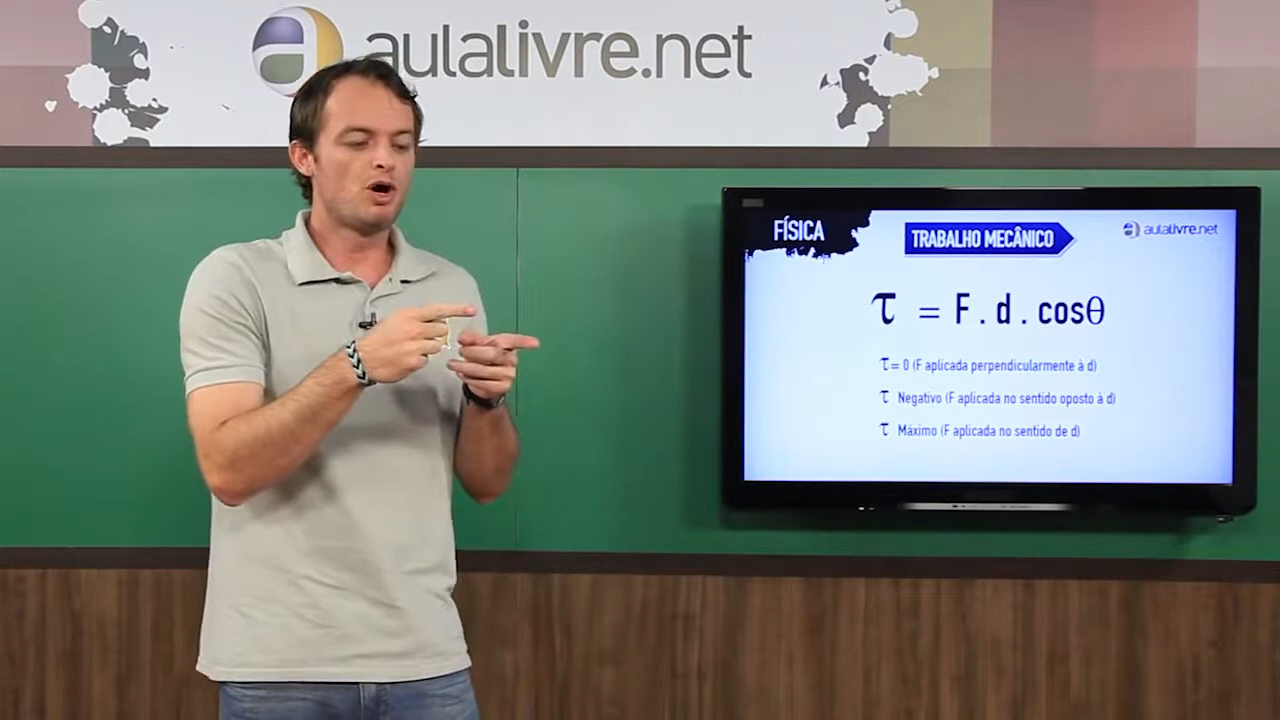 aulalivre.net
FÍSICA
TRABALHO MECÂNICO
aulalivre.net
τ = F . d . cosθ
τ = 0 (F aplicada perpendicularmente à d)
τ Negativo (F aplicada no sentido oposto à d)
τ Máximo (F aplicada no sentido de d)